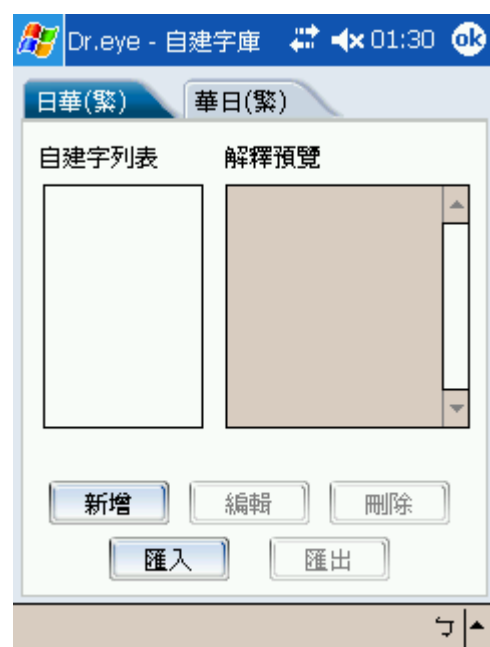 Dr.eye - 自建字庫 01:30 ok
日華(繁) 華日(繁)
自建字列表 解釋預覽
新增 編輯 刪除
匯入 匯出
ㄅ